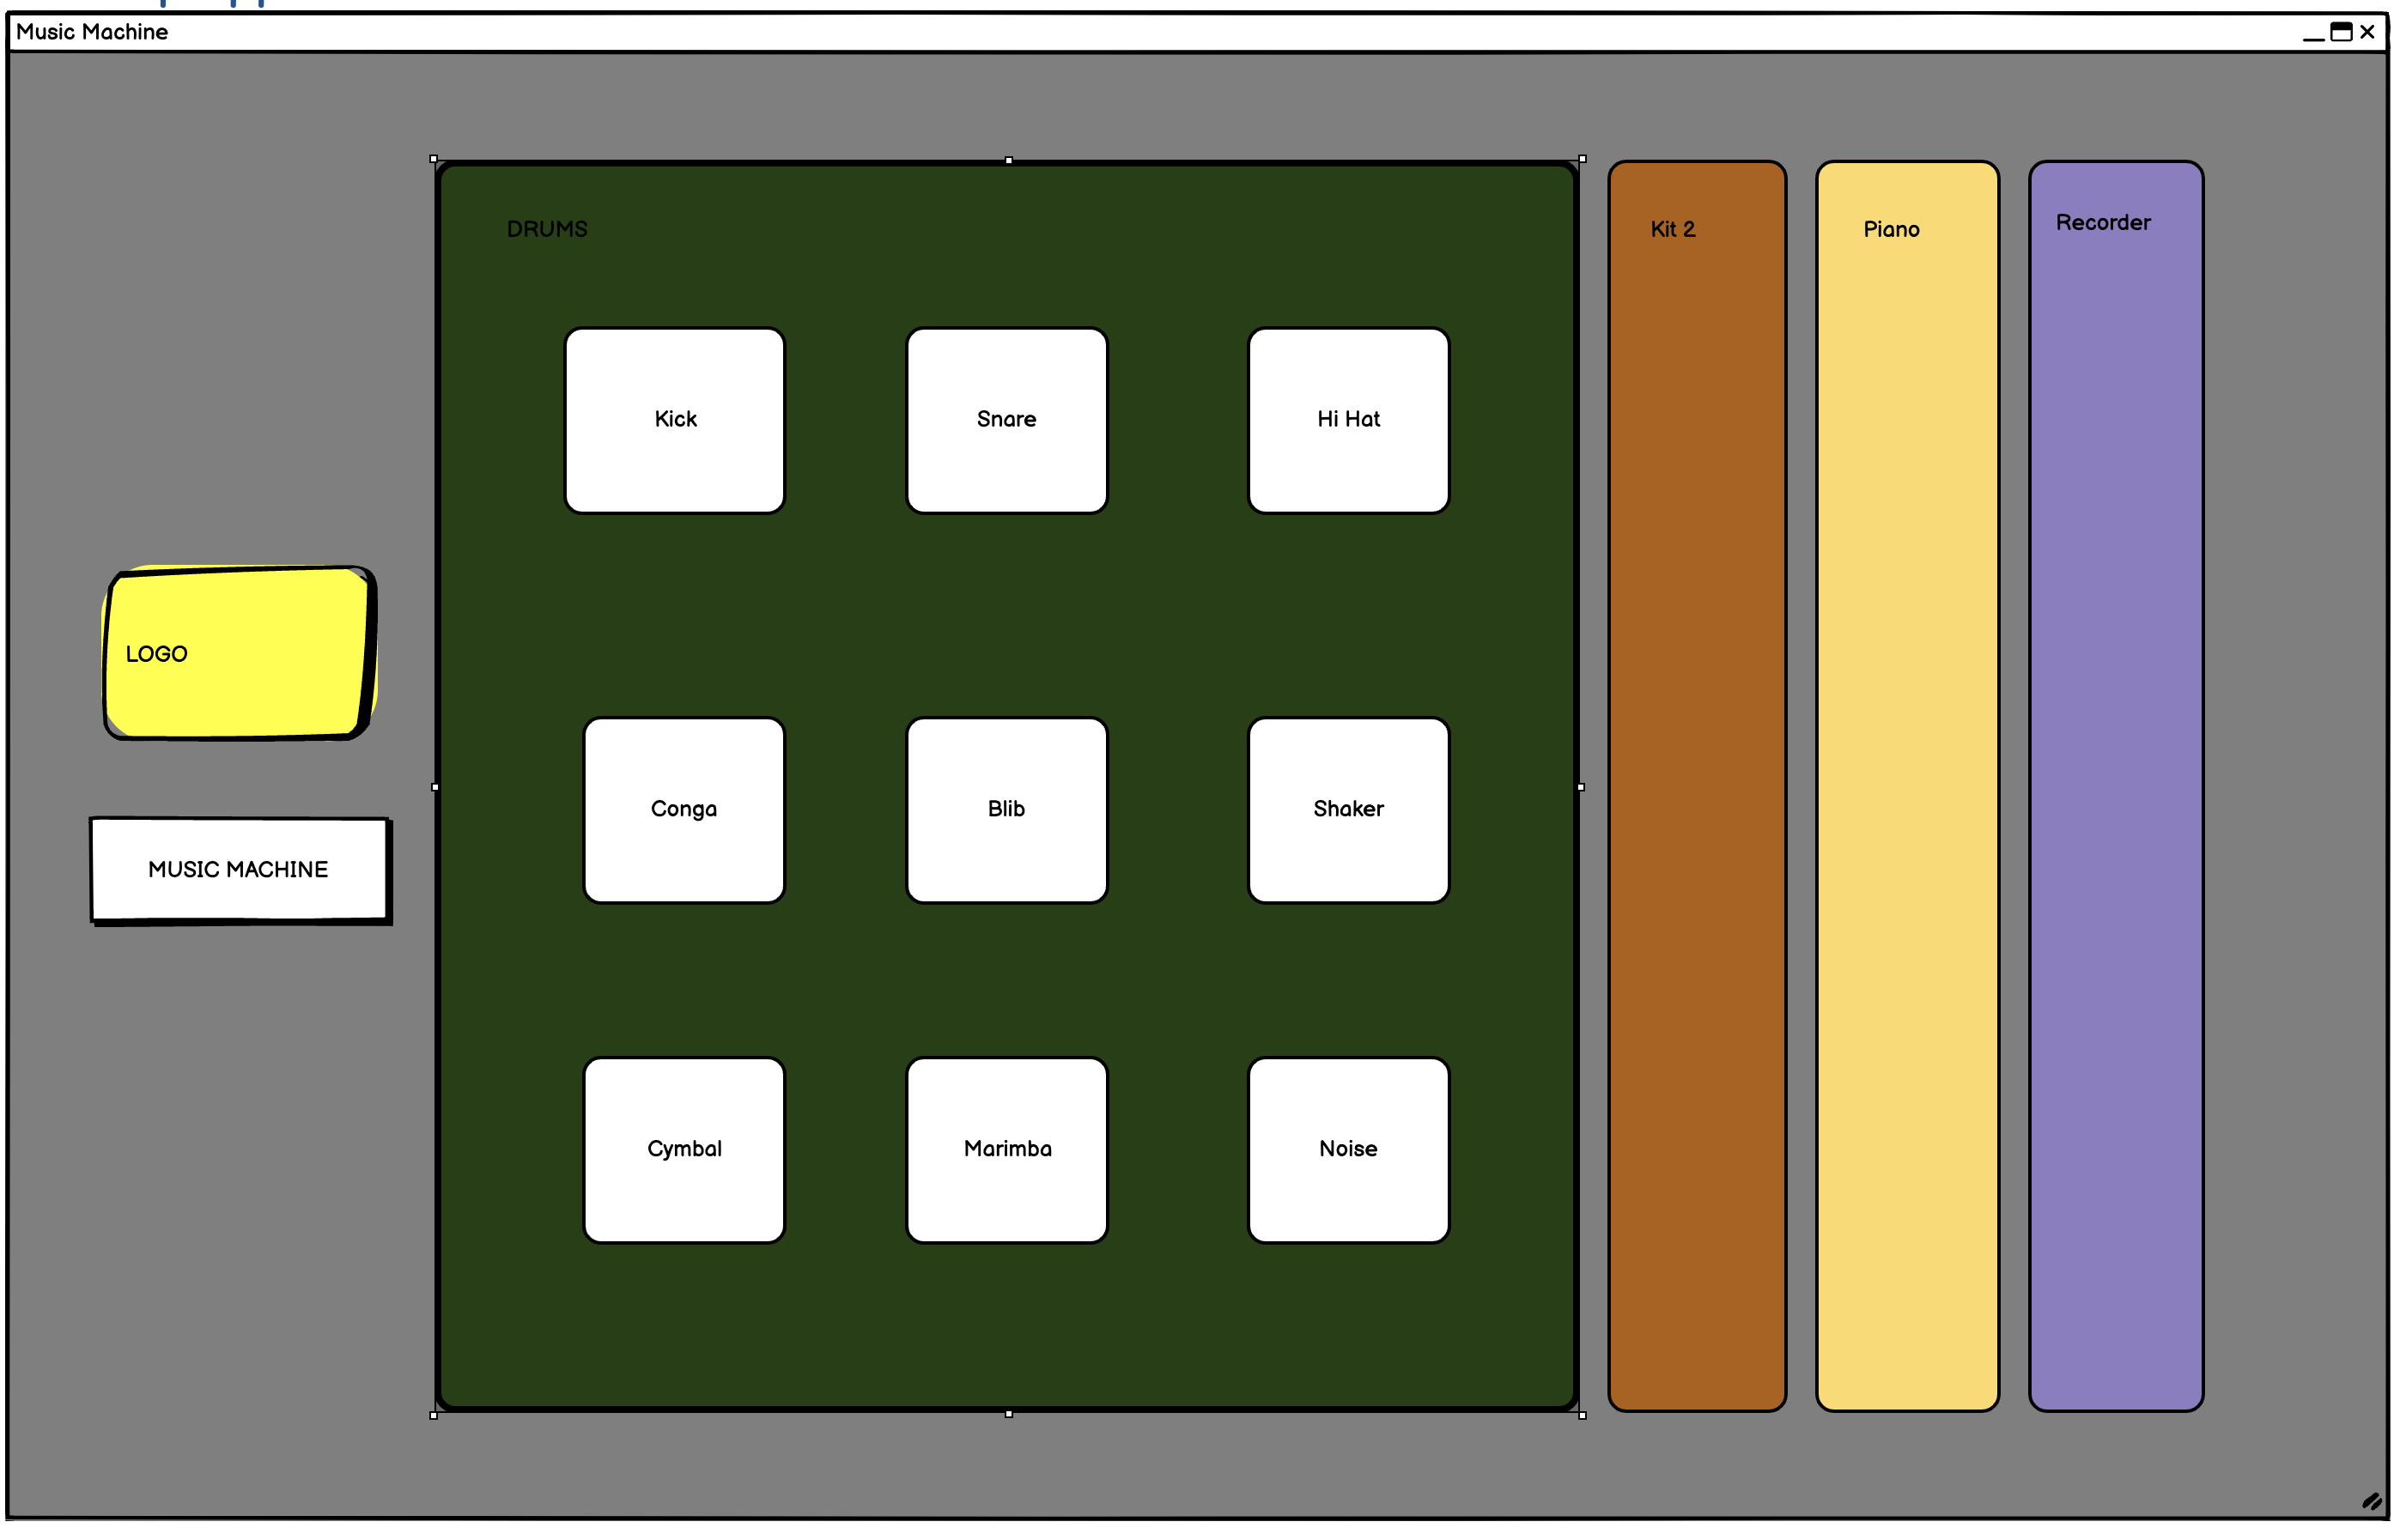 Music Machine
DRUMS
Kit 2
Piano
Recorder
Kick
Snare
Hi Hat
LOGO
Conga
Blib
Shaker
MUSIC MACHINE
Cymbal
Marimba
Noise